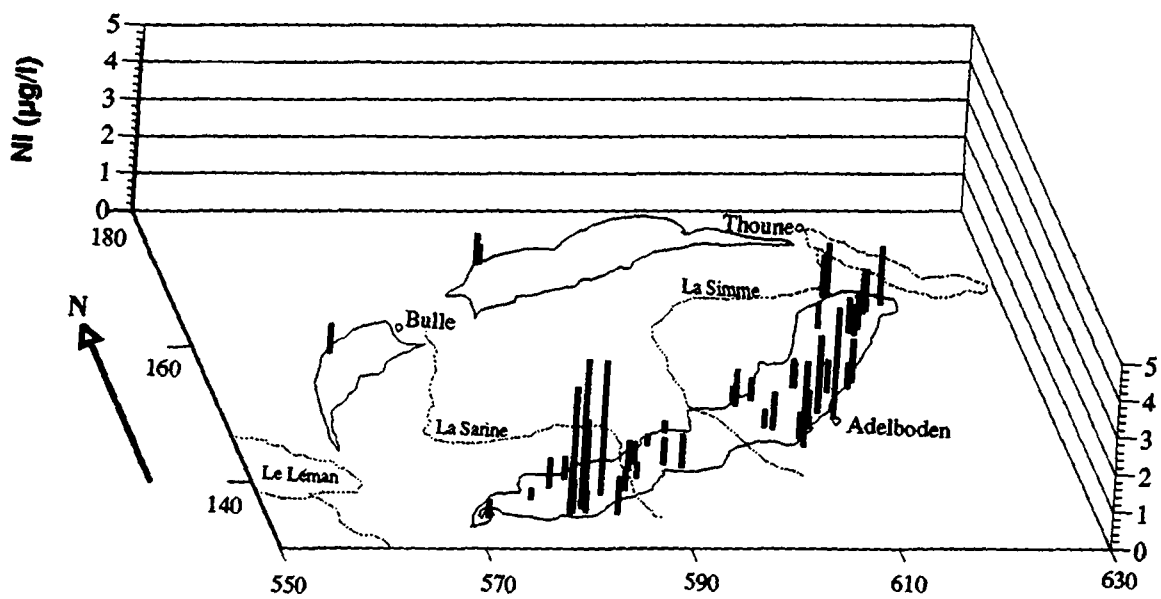 5
4
3
2
1
0
Ni (µg/l)
180
160
140
N
Thoune
La Simme
Bulle
La Sarine
Le Léman
Adelboden
5
4
3
2
1
0
550
570
590
610
630